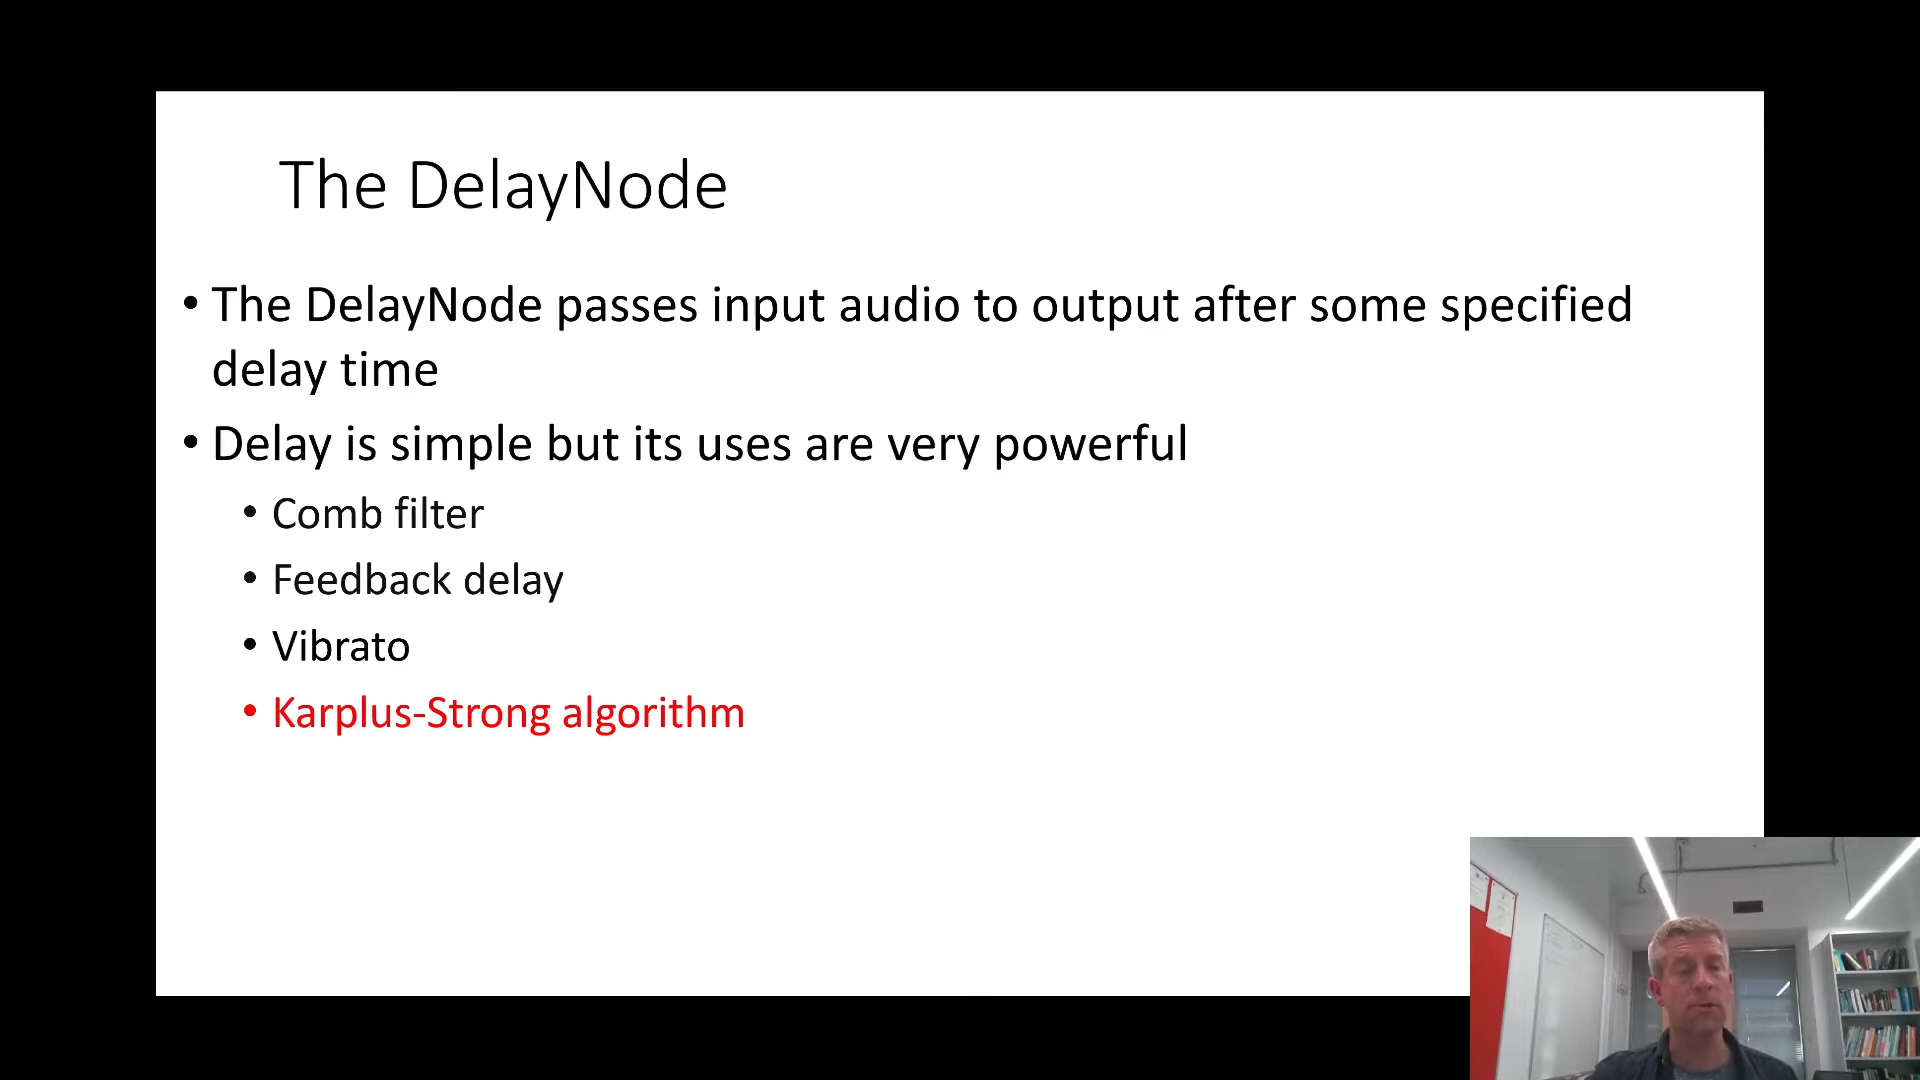 The DelayNode
• The DelayNode passes input audio to output after some specified
delay time
• Delay is simple but its uses are very powerful
• Comb filter
• Feedback delay
• Vibrato
• Karplus-Strong algorithm